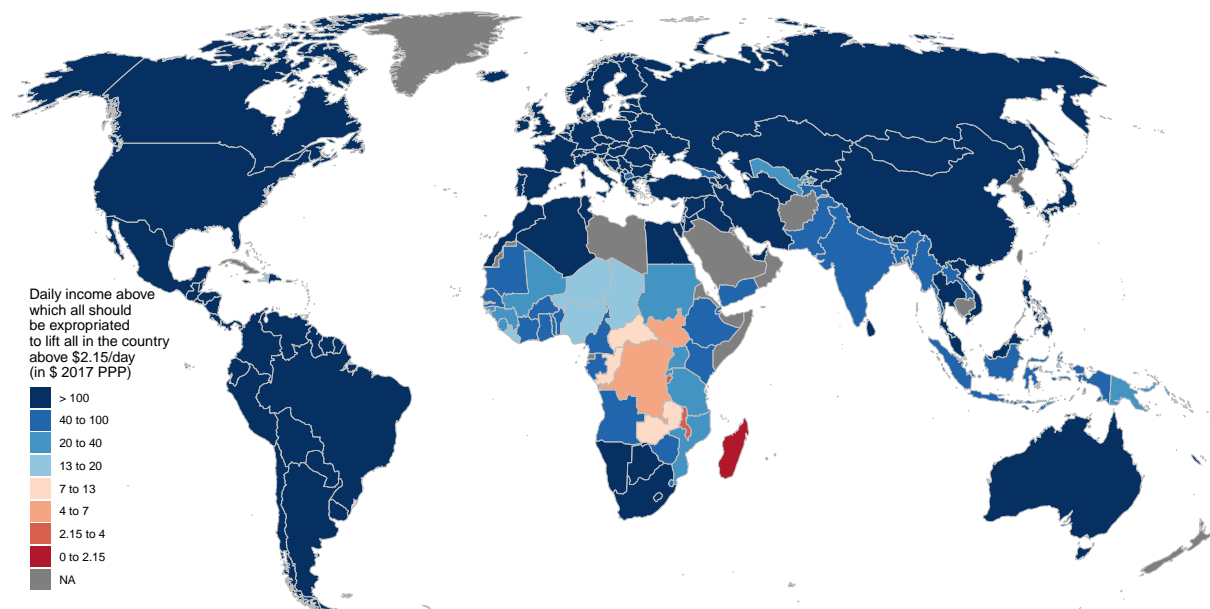 Daily income above
which all should
be expropriated
to lift all in the country
above $2.15/day
(in $ 2017 PPP)
> 100
40 to 100
20 to 40
13 to 20
7 to 13
4 to 7
2.15 to 4
0 to 2.15
NA